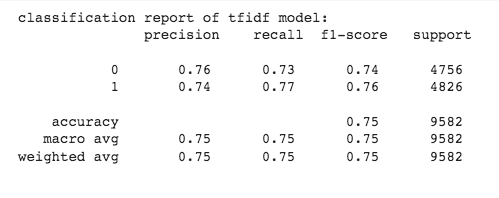 classification report of tfidf model:
precision recall f1-score support
0 0.76 0.73 0.74 4756
1 0.74 0.77 0.76 4826
accuracy 0.75 9582
macro avg 0.75 0.75 0.75 9582
weighted avg 0.75 0.75 0.75 9582